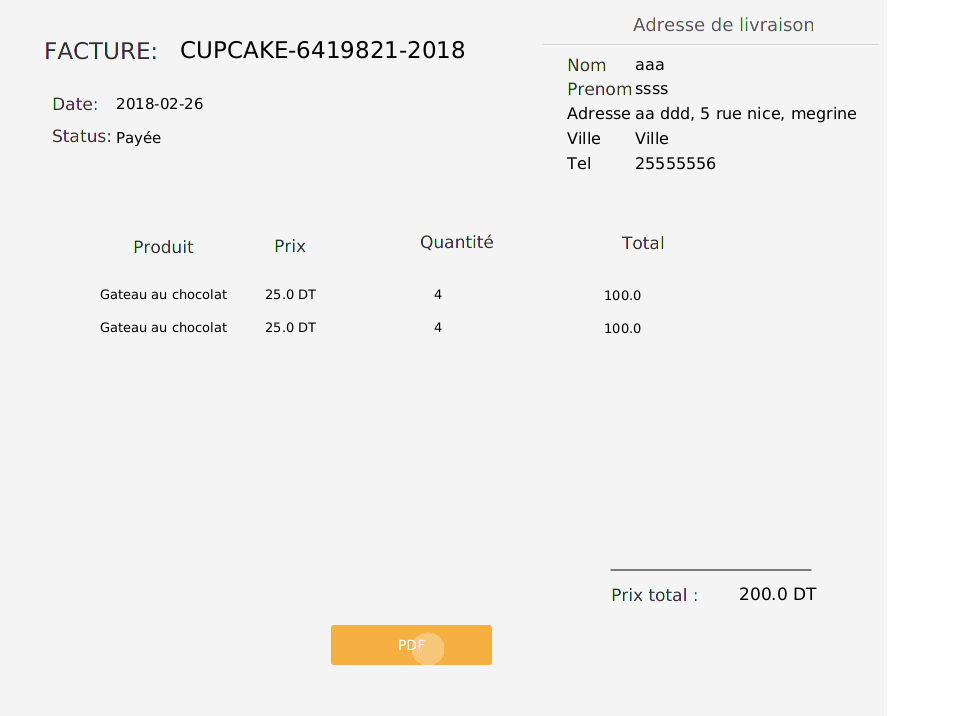 FACTURE: CUPCAKE-6419821-2018
Date: 2018-02-26
Status: Payée
Adresse de livraison
Nom aaa
Prenom ssss
Adresse aa ddd, 5 rue nice, megrine
Ville Ville
Tel 25555556
Produit Prix Quantité Total
Gateau au chocolat 25.0 DT 4 100.0
Gateau au chocolat 25.0 DT 4 100.0
Prix total : 200.0 DT
PDF